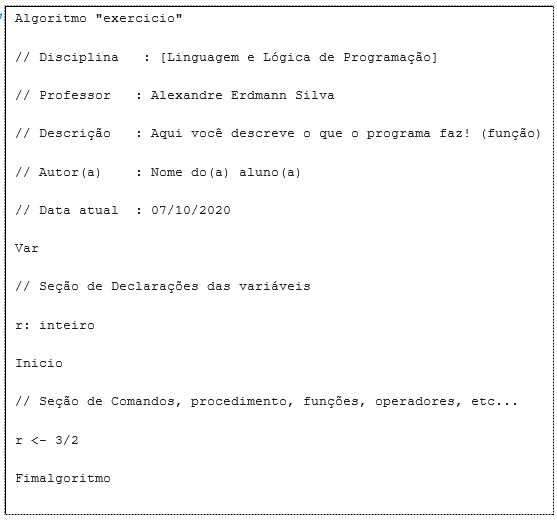 Algoritmo "exercicio"
// Disciplina   : [Linguagem e Lógica de Programação]
// Professor   : Alexandre Erdmann Silva
// Descrição   : Aqui você descreve o que o programa faz! (função)
// Autor(a)    : Nome do(a) aluno(a)
// Data atual  : 07/10/2020
Var
// Seção de Declarações das variáveis
r: inteiro
Inicio
// Seção de Comandos, procedimento, funções, operadores, etc...
r <- 3/2
Fimalgoritmo